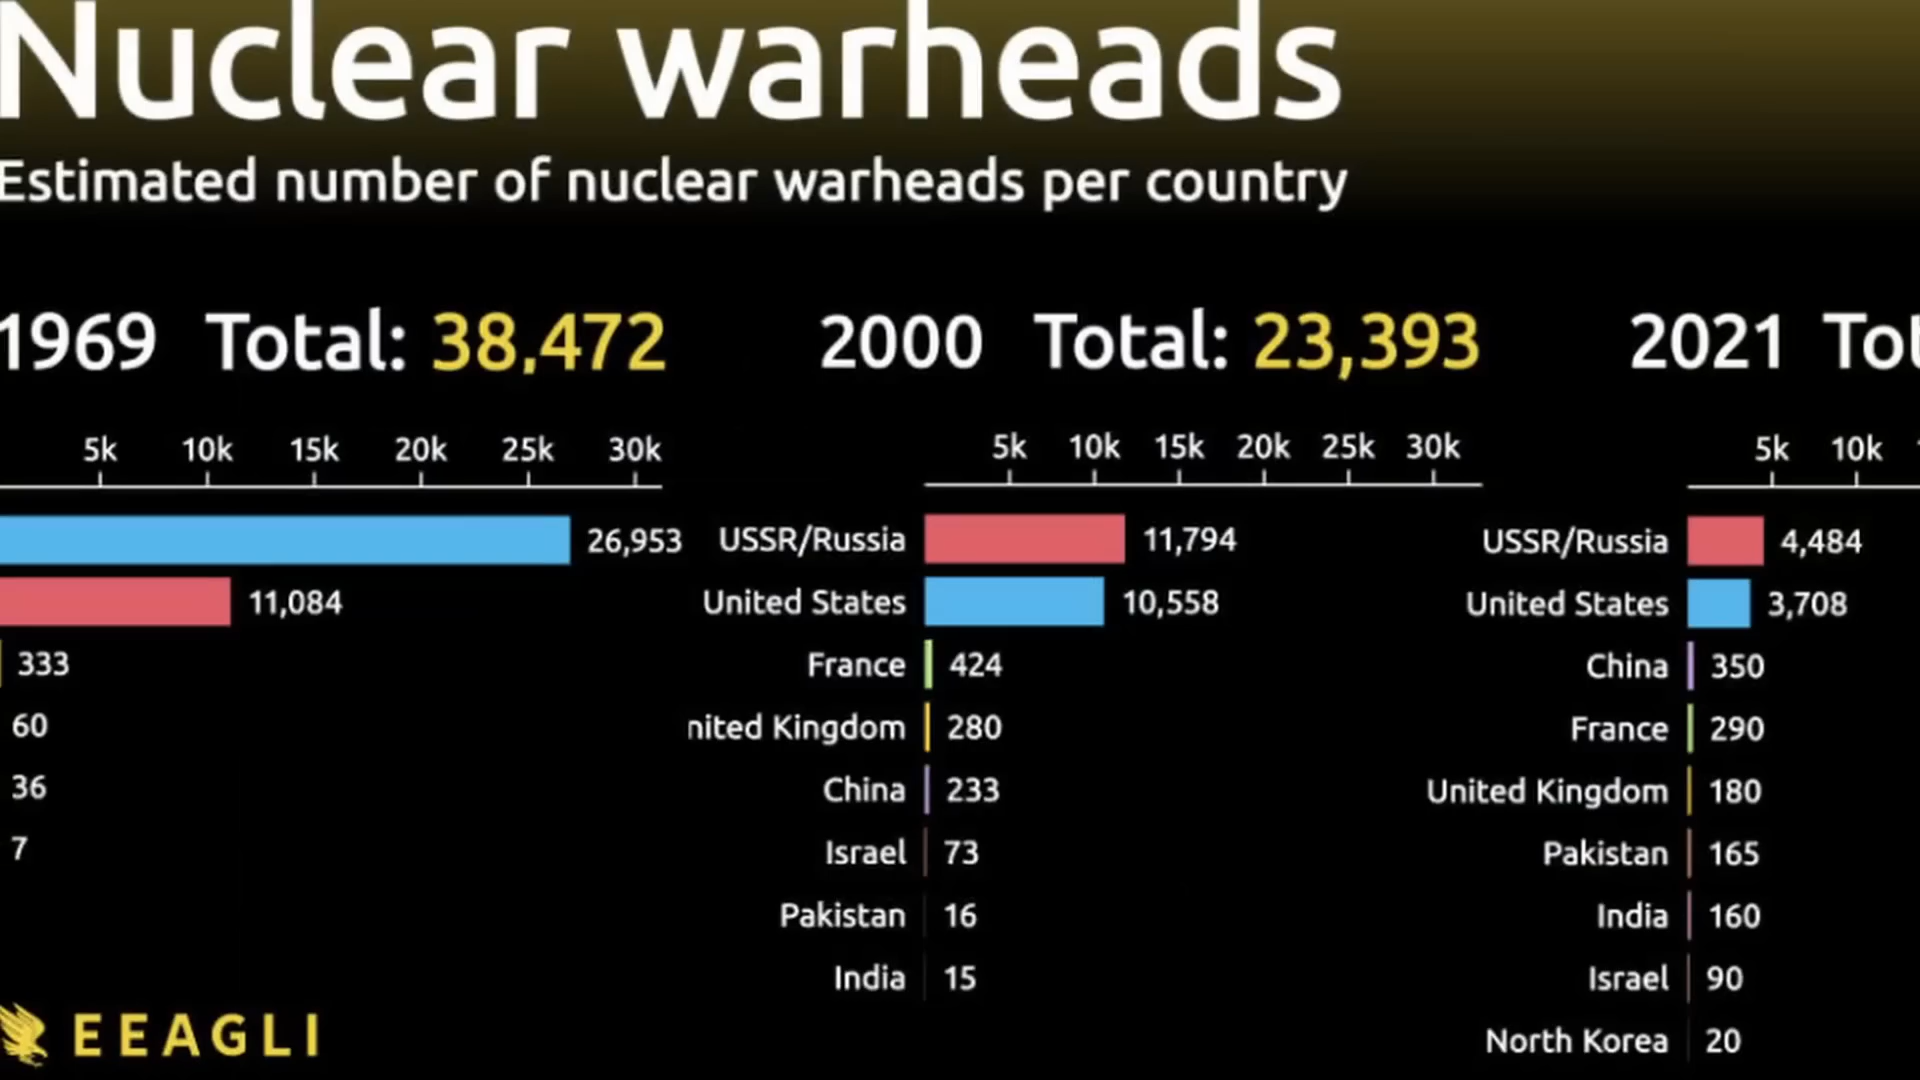 Nuclear warheads
Estimated number of nuclear warheads per country
1969 Total: 38,472
5k 10k 15k 20k 25k 30k
26,953
11,084
333
60
36
7
2000 Total: 23,393
5k 10k 15k 20k 25k 30k
USSR/Russia 11,794
United States 10,558
France 424
nited Kingdom 280
China 233
Israel 73
Pakistan 16
India 15
2021 Tot
5k 10k
USSR/Russia 4,484
United States 3,708
China 350
France 290
United Kingdom 180
Pakistan 165
India 160
Israel 90
North Korea 20
EEAGLI